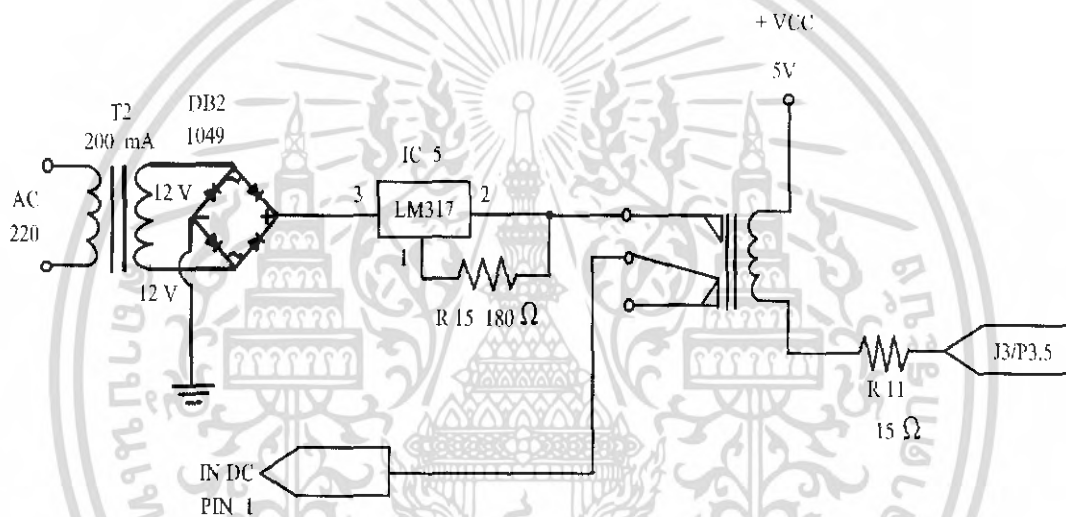 + VCC
5V
T2
200 mA
DB2
1049
AC
220
12 V
12 V
IC 5
3
LM317
2
1
R 15 180 Ω
J3/P3.5
R 11
15 Ω
IN DC
PIN 1